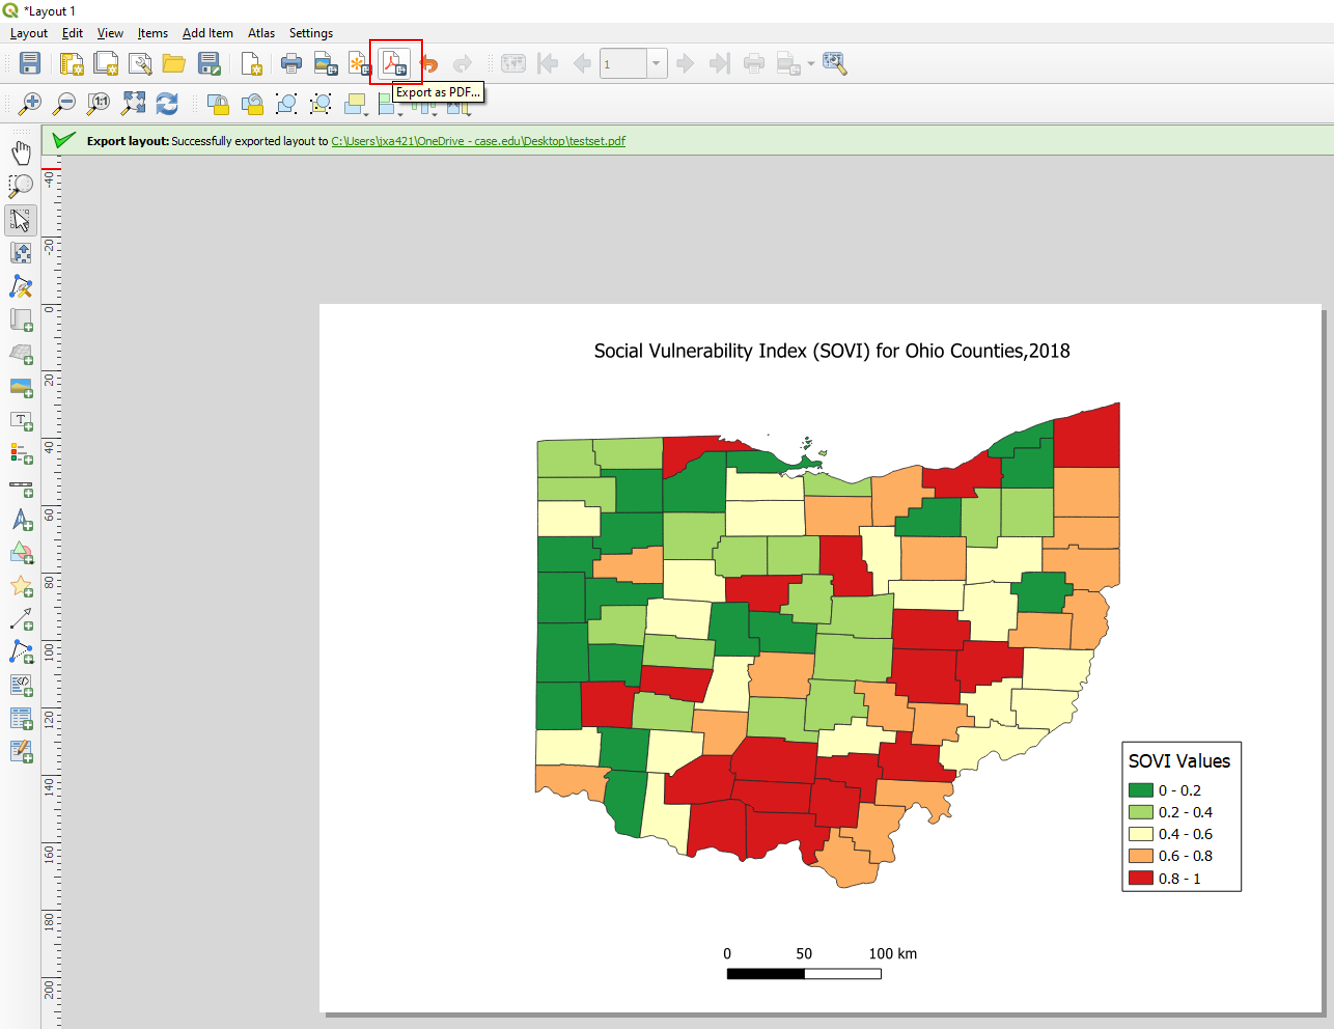 *Layout 1
Layout Edit View Items Add Item Atlas Settings
1
Export as PDF...
1:1
Export layout: Successfully exported layout to C:\Users\jxa421\OneDrive - case.edu\Desktop\testset.pdf
-40
-20
0
20
40
60
80
100
120
140
160
180
200
Social Vulnerability Index (SOVI) for Ohio Counties,2018
SOVI Values
0 - 0.2
0.2 - 0.4
0.4 - 0.6
0.6 - 0.8
0.8 - 1
0 50 100 km